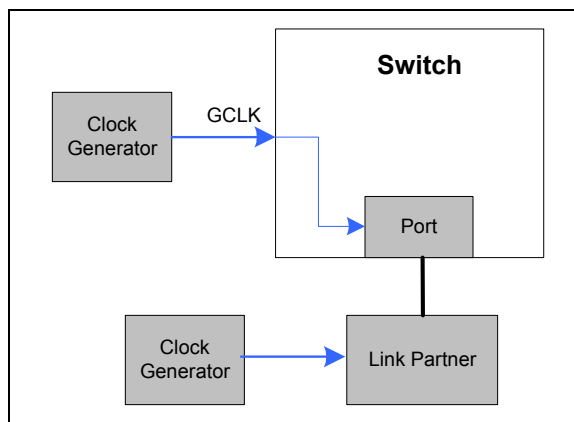 Switch
GCLK
Clock
Generator
Port
Clock
Generator
Link Partner